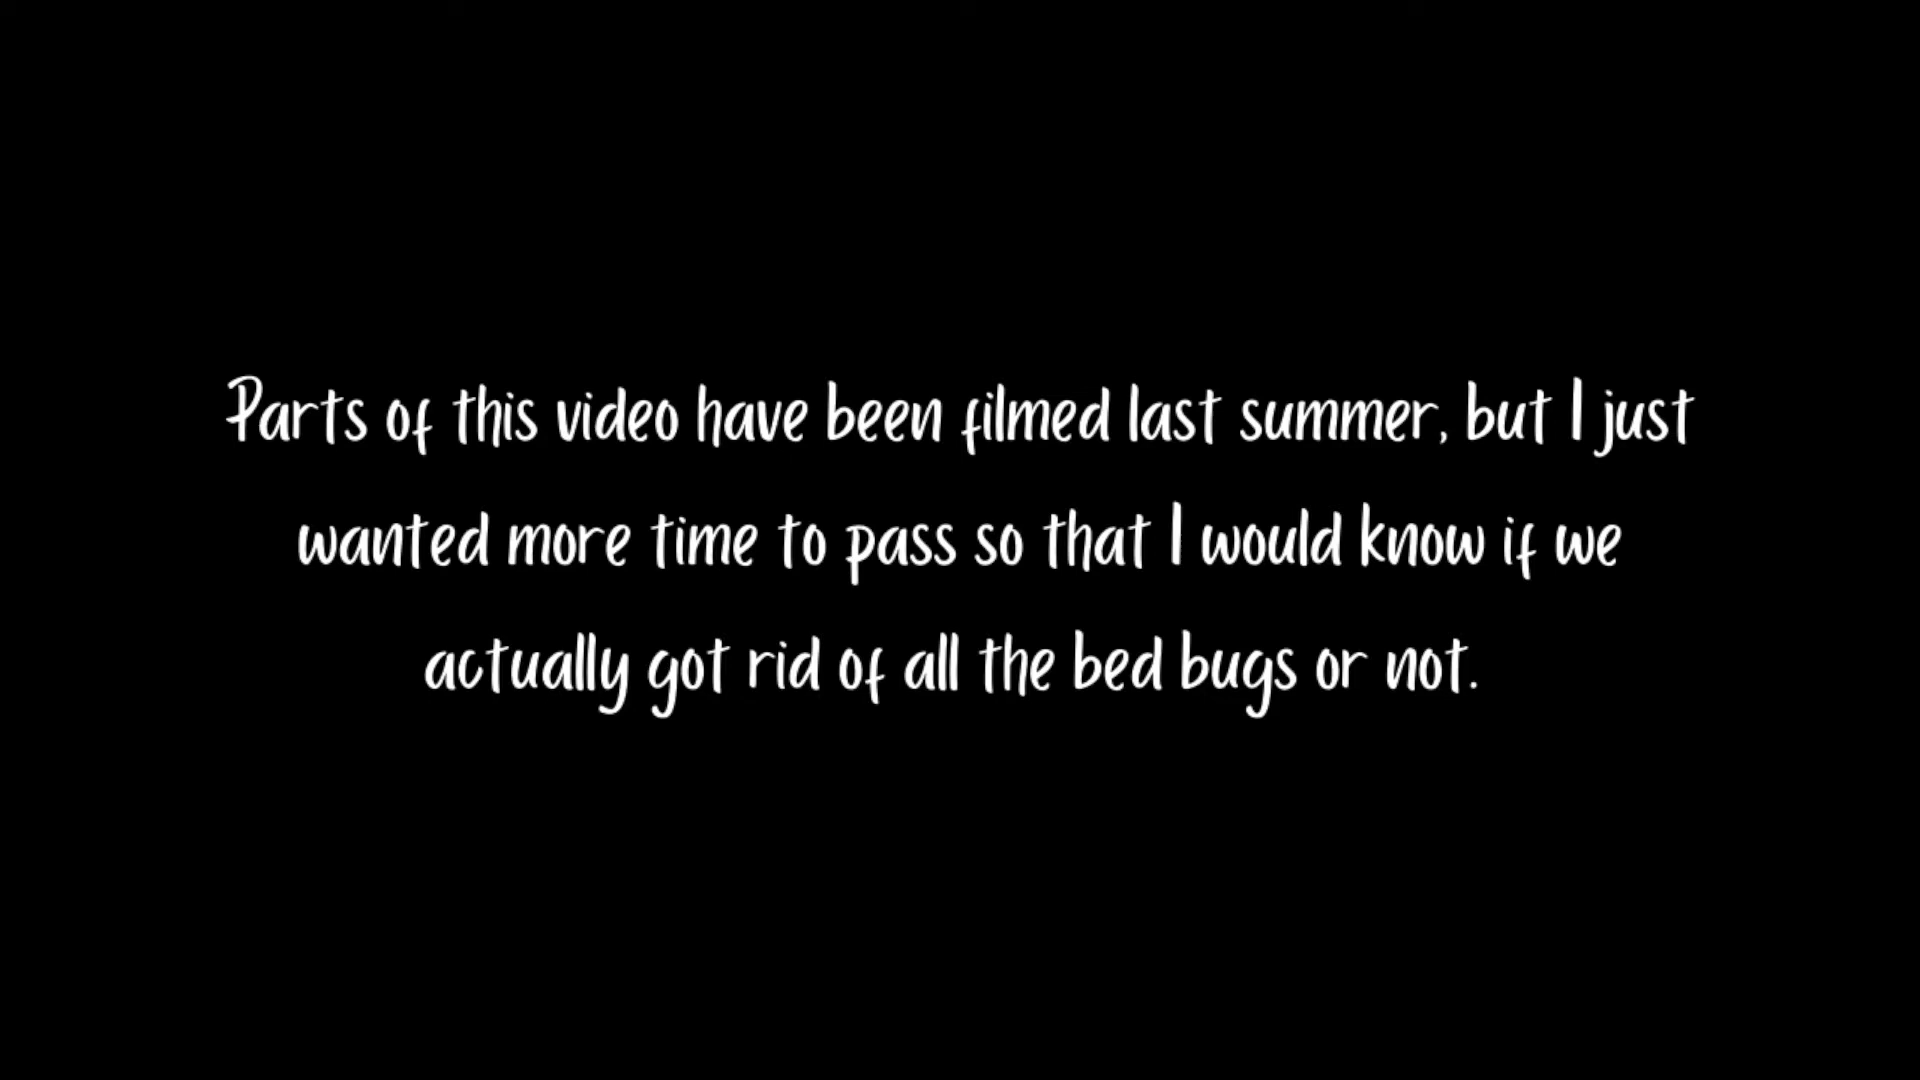 Parts of this video have been filmed last summer, but I just
wanted more time to pass so that I would know if we
actually got rid of all the bed bugs or not.